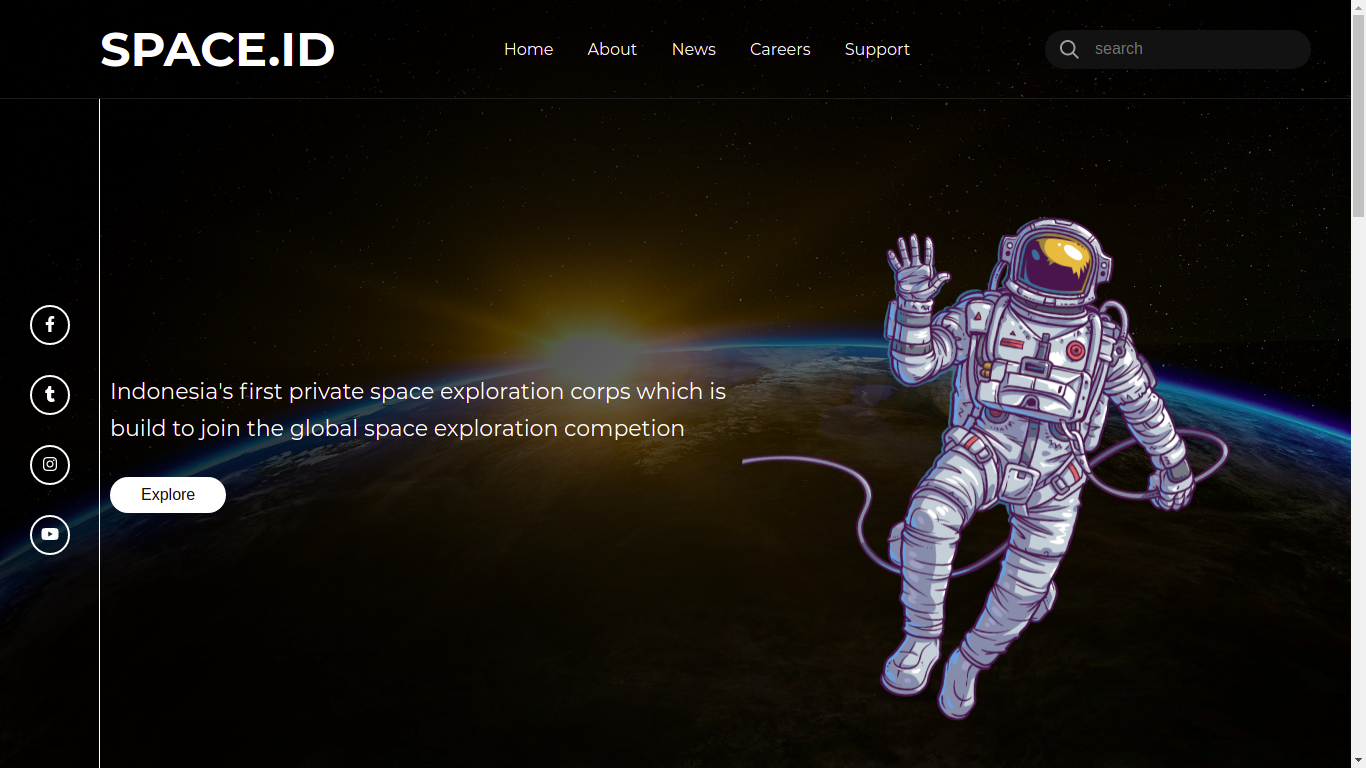 SPACE.ID
Home
About
News
Careers
Support
search
Indonesia's first private space exploration corps which is
build to join the global space exploration competion
Explore